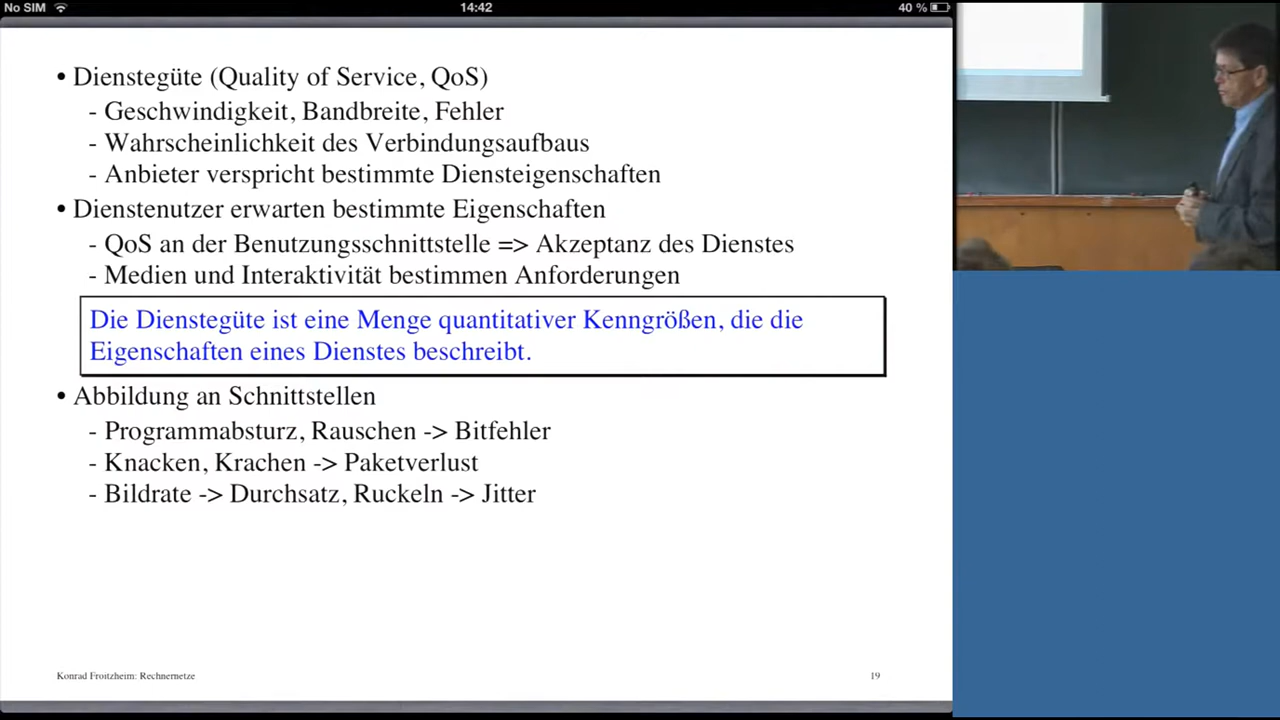 No SIM 14:42 40 %
• Dienstegüte (Quality of Service, QoS)
- Geschwindigkeit, Bandbreite, Fehler
- Wahrscheinlichkeit des Verbindungsaufbaus
- Anbieter verspricht bestimmte Diensteigenschaften
• Dienstenutzer erwarten bestimmte Eigenschaften
- QoS an der Benutzungsschnittstelle => Akzeptanz des Dienstes
- Medien und Interaktivität bestimmen Anforderungen
Die Dienstegüte ist eine Menge quantitativer Kenngrößen, die die
Eigenschaften eines Dienstes beschreibt.
• Abbildung an Schnittstellen
- Programmabsturz, Rauschen -> Bitfehler
- Knacken, Krachen -> Paketverlust
- Bildrate -> Durchsatz, Ruckeln -> Jitter
Konrad Froitzheim: Rechnernetze 19